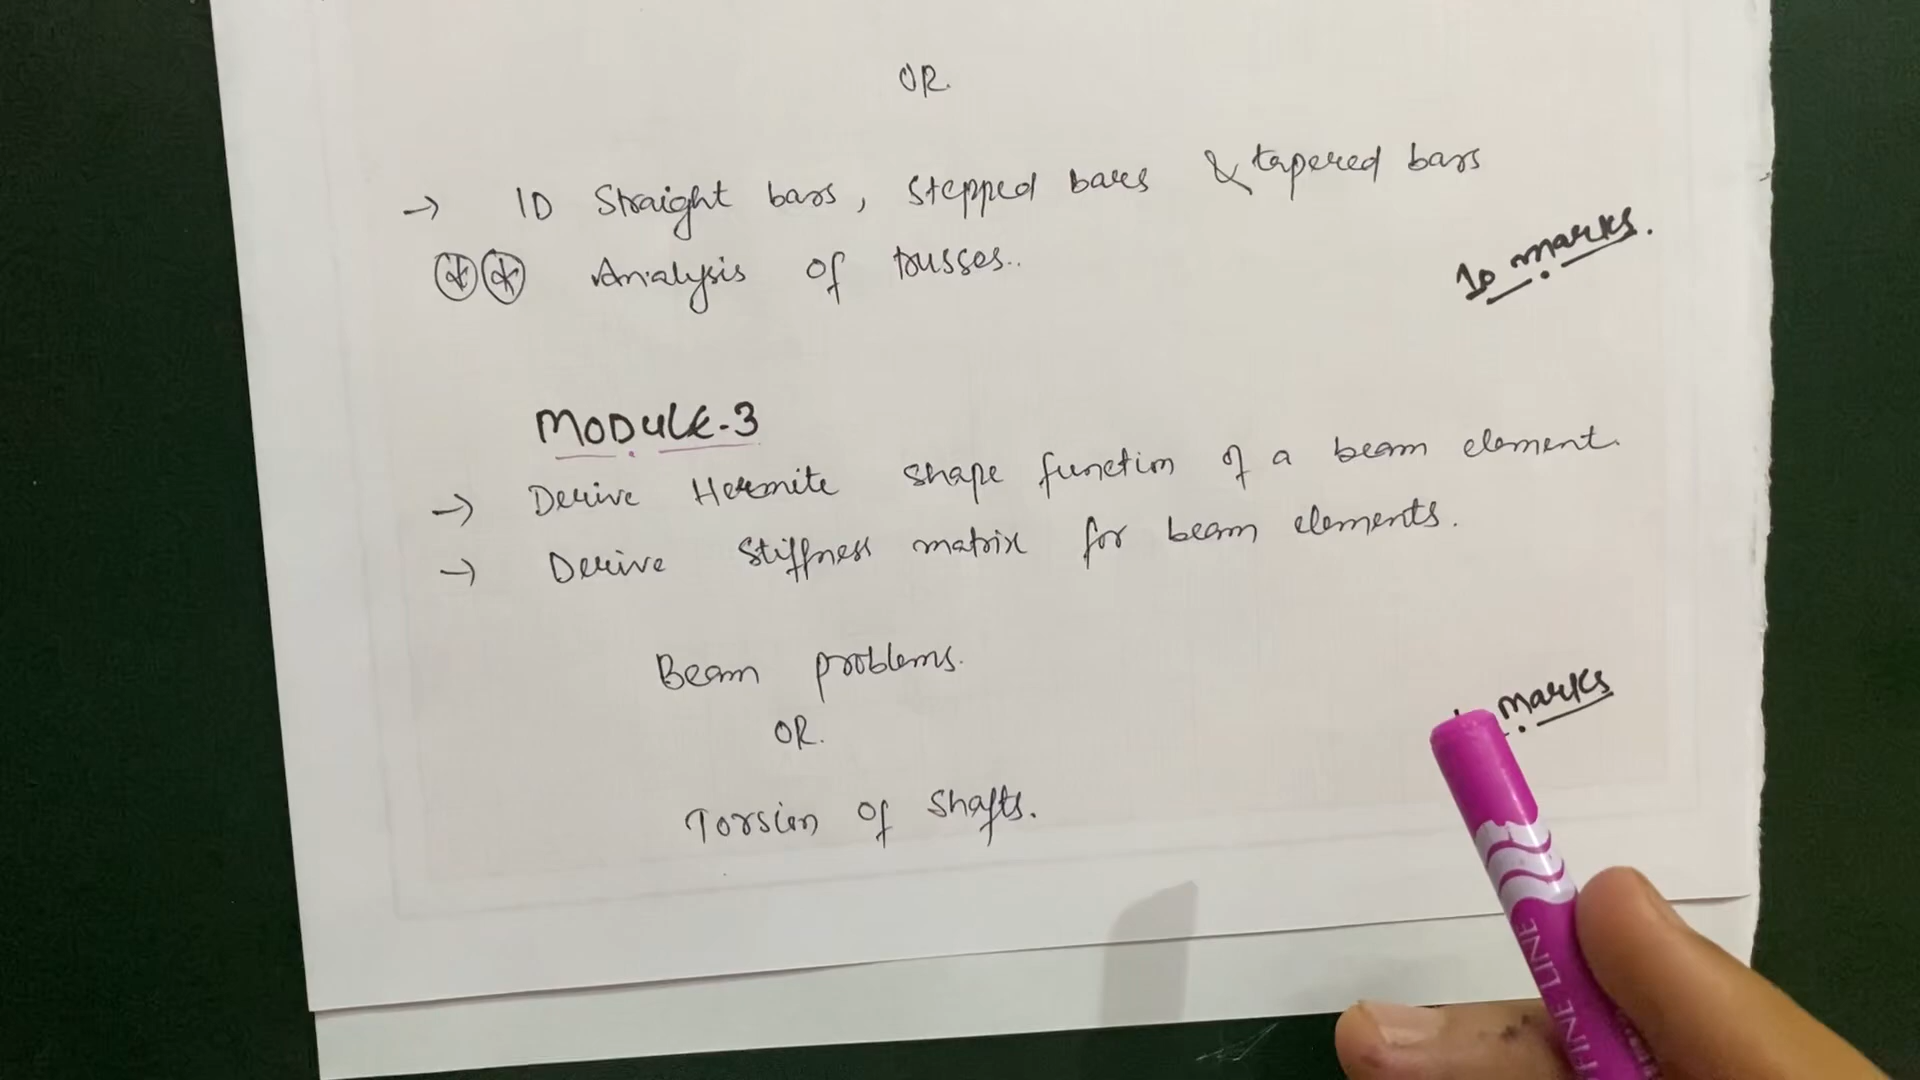 OR.
→ 1D Straight bars, Stepped bars & tapered bars
** Analysis of trusses..
10 marks.
Module-3
→ Derive Hermite shape function of a beam element.
→ Derive Stiffness matrix for beam elements.
Beam problems.
marks
OR.
Torsion of shafts.
FINE LINE